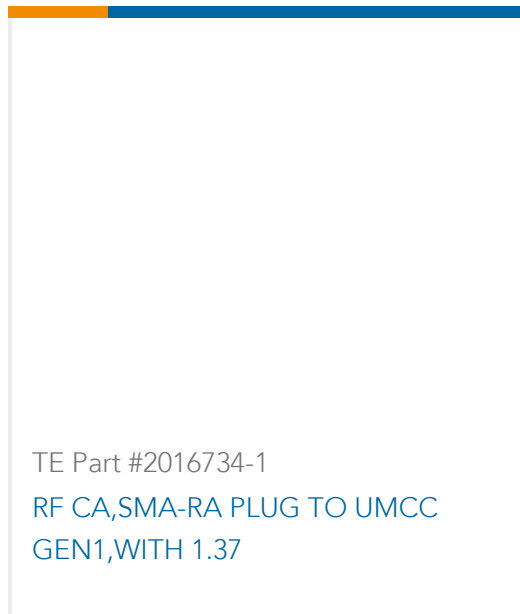 TE Part #2016734-1
RF CA,SMA-RA PLUG TO UMCC
GEN1,WITH 1.37